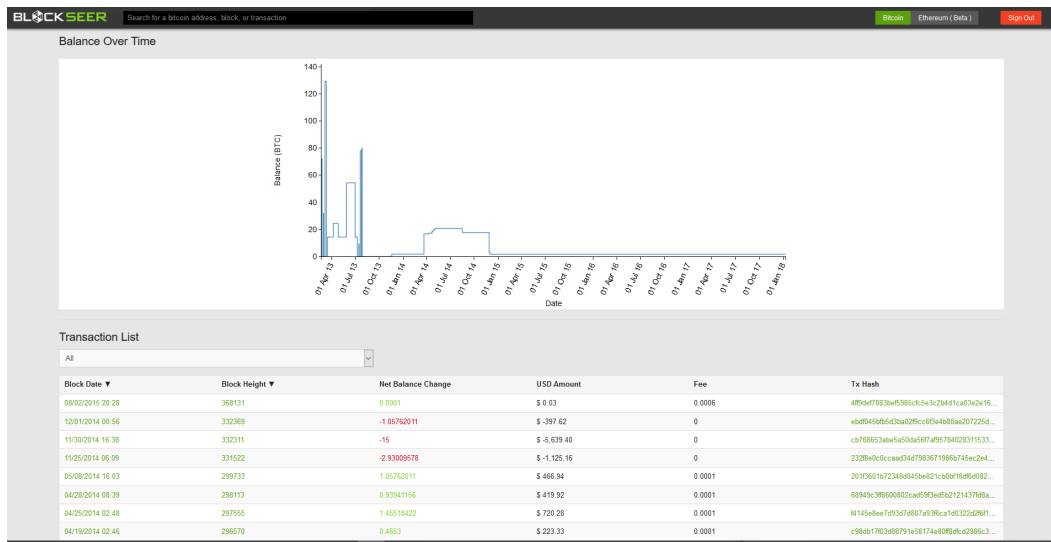 BLOCKSEER Search for a bitcoin address, block, or transaction Bitcoin Ethereum ( Beta ) Sign Out
Balance Over Time
140
120
100
80
60
40
20
0
Balance (BTC)
01 Apr 13 01 Jul 13 01 Oct 13 01 Jan 14 01 Apr 14 01 Jul 14 01 Oct 14 01 Jan 15 01 Apr 15 01 Jul 15 01 Oct 15 01 Jan 16 01 Apr 16 01 Jul 16 01 Oct 16 01 Jan 17 01 Apr 17 01 Jul 17 01 Oct 17 01 Jan 18
Date
Transaction List
All
Block Date ▼ Block Height ▼ Net Balance Change USD Amount Fee Tx Hash
08/02/2015 20:28 368131 0.0001 $ 0.03 0.0006
12/01/2014 00:56 332369 -1.05762011 $ -397.62 0
11/30/2014 16:38 332311 -15 $ -5,639.40 0
11/25/2014 06:09 331522 -2.93009578 $ -1,125.16 0
05/08/2014 16:03 299733 1.05762011 $ 466.94 0.0001
04/28/2014 08:39 298113 0.93941156 $ 419.92 0.0001
04/25/2014 02:48 297555 1.46518422 $ 720.28 0.0001
04/19/2014 02:46 296570 0.4653 $ 223.33 0.0001